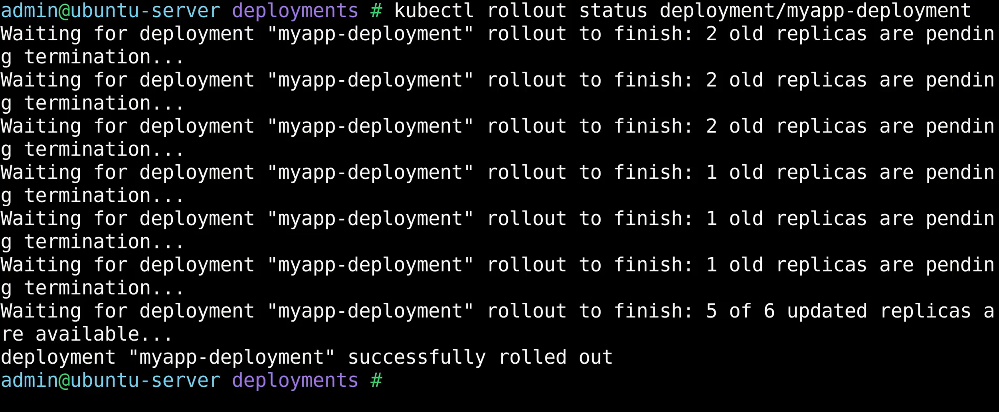 admin@ubuntu-server deployments # kubectl rollout status deployment/myapp-deployment
Waiting for deployment "myapp-deployment" rollout to finish: 2 old replicas are pendin
g termination...
Waiting for deployment "myapp-deployment" rollout to finish: 2 old replicas are pendin
g termination...
Waiting for deployment "myapp-deployment" rollout to finish: 2 old replicas are pendin
g termination...
Waiting for deployment "myapp-deployment" rollout to finish: 1 old replicas are pendin
g termination...
Waiting for deployment "myapp-deployment" rollout to finish: 1 old replicas are pendin
g termination...
Waiting for deployment "myapp-deployment" rollout to finish: 1 old replicas are pendin
g termination...
Waiting for deployment "myapp-deployment" rollout to finish: 5 of 6 updated replicas a
re available...
deployment "myapp-deployment" successfully rolled out
admin@ubuntu-server deployments #